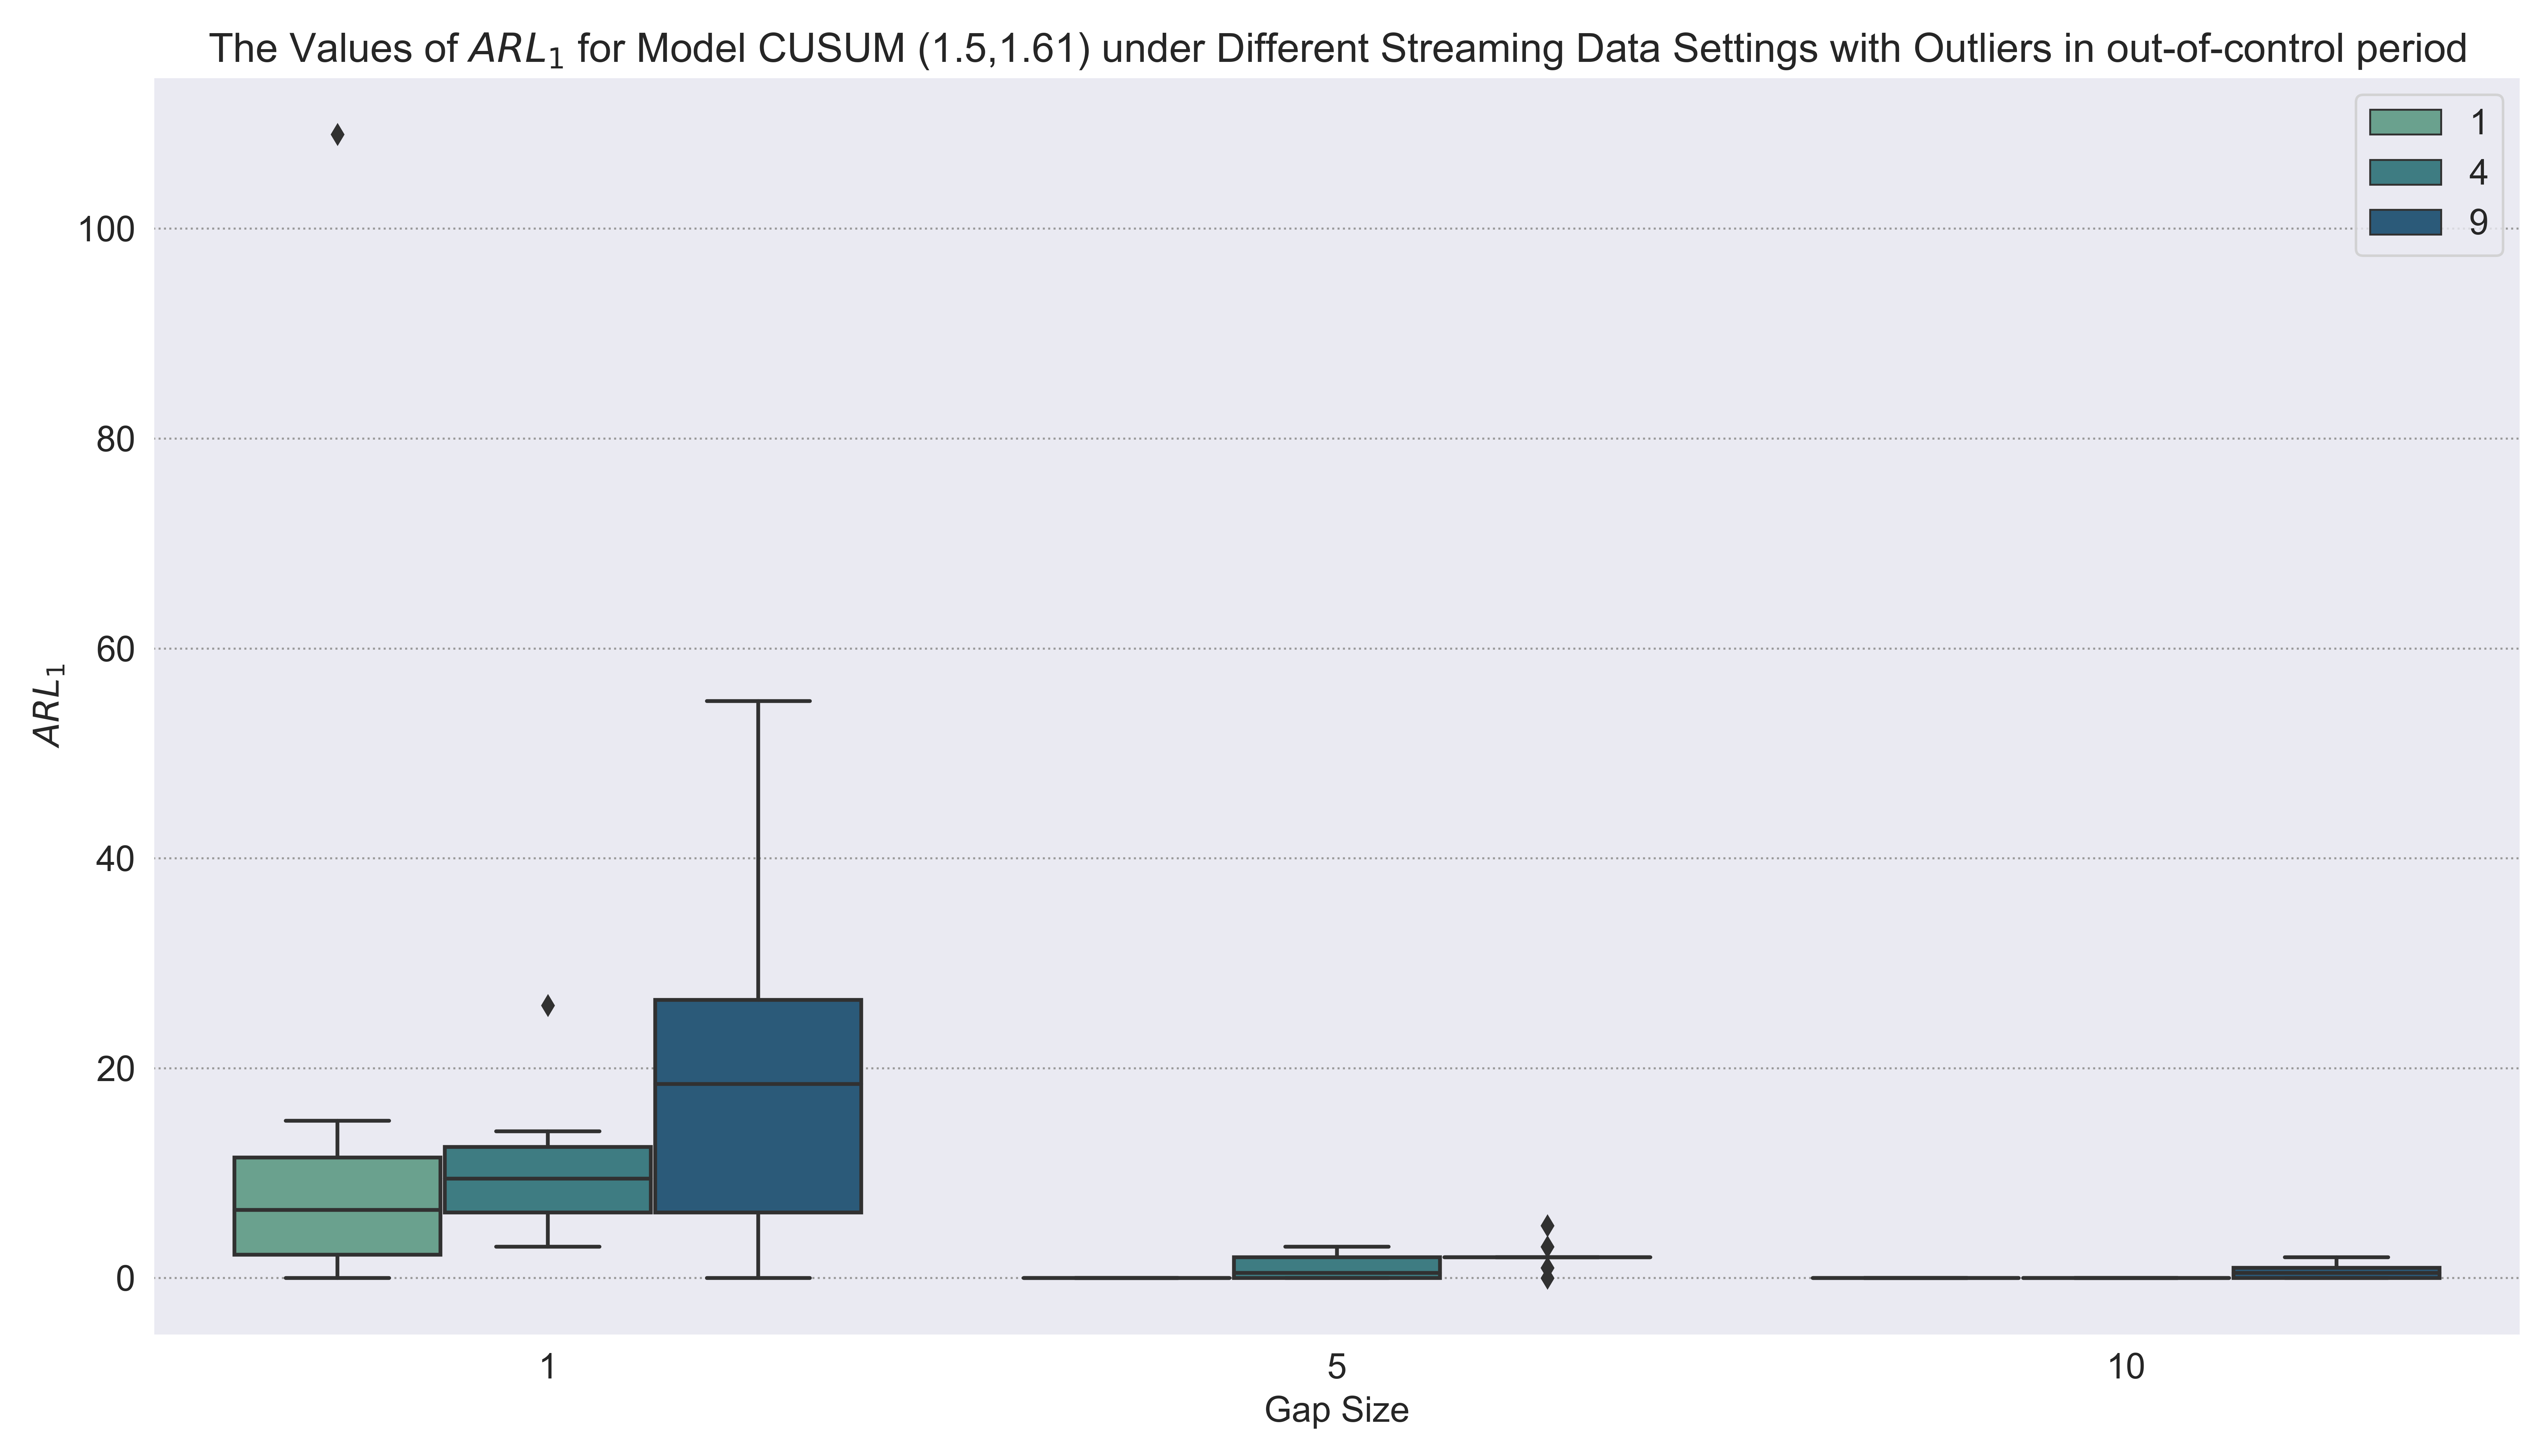 The Values of ARL₁ for Model CUSUM (1.5,1.61) under Different Streaming Data Settings with Outliers in out-of-control period
1
4
9
100
80
60
40
20
0
ARL₁
1 5 10
Gap Size